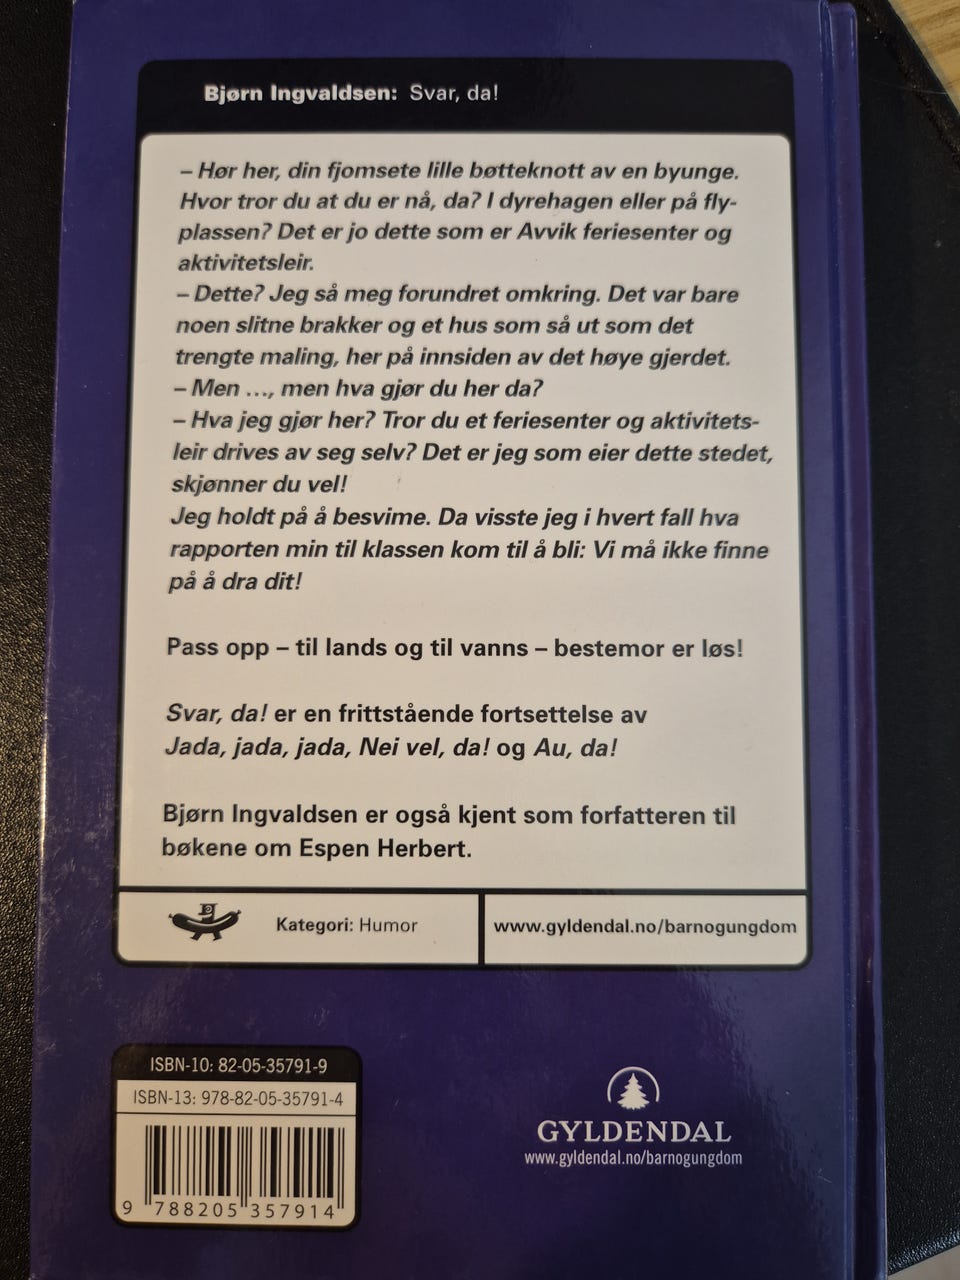 Bjørn Ingvaldsen: Svar, da!
– Hør her, din fjomsete lille bøtteknott av en byunge.
Hvor tror du at du er nå, da? I dyrehagen eller på fly-
plassen? Det er jo dette som er Avvik feriesenter og
aktivitetsleir.
– Dette? Jeg så meg forundret omkring. Det var bare
noen slitne brakker og et hus som så ut som det
trengte maling, her på innsiden av det høye gjerdet.
– Men ..., men hva gjør du her da?
– Hva jeg gjør her? Tror du et feriesenter og aktivitets-
leir drives av seg selv? Det er jeg som eier dette stedet,
skjønner du vel!
Jeg holdt på å besvime. Da visste jeg i hvert fall hva
rapporten min til klassen kom til å bli: Vi må ikke finne
på å dra dit!
Pass opp – til lands og til vanns – bestemor er løs!
Svar, da! er en frittstående fortsettelse av
Jada, jada, jada, Nei vel, da! og Au, da!
Bjørn Ingvaldsen er også kjent som forfatteren til
bøkene om Espen Herbert.
Kategori: Humor
www.gyldendal.no/barnogungdom
ISBN-10: 82-05-35791-9
ISBN-13: 978-82-05-35791-4
9 788205 357914
GYLDENDAL
www.gyldendal.no/barnogungdom